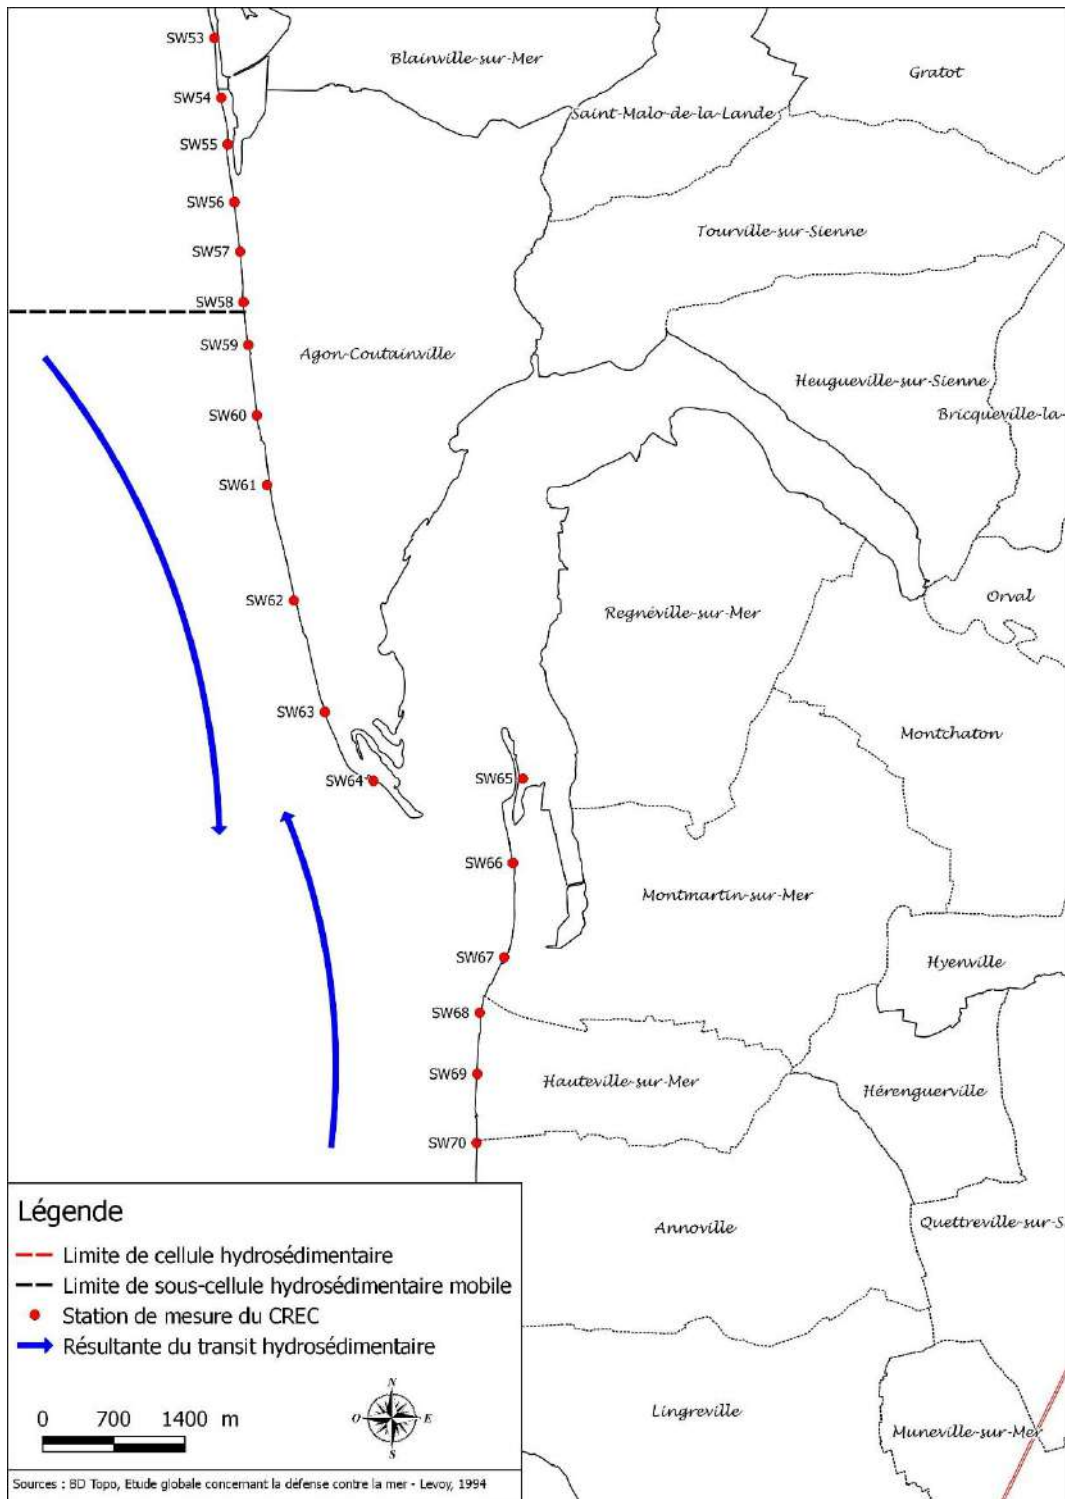 SW53
Blainville-sur-Mer
Gratot
SW54
Saint-Malo-de-la-Lande
SW55
SW56
Tourville-sur-Sienne
SW57
SW58
SW59
Agon-Coutainville
Heugueville-sur-Sienne
SW60
Bricqueville-la-
SW61
SW62
Regnéville-sur-Mer
Orval
SW63
Montchaton
SW64
SW65
SW66
Montmartin-sur-Mer
SW67
Hyenville
SW68
SW69
Hauteville-sur-Mer
Hérenguerville
SW70
Annoville
Quettreville-sur-S
Légende
Limite de cellule hydrosédimentaire
Limite de sous-cellule hydrosédimentaire mobile
Station de mesure du CREC
Résultante du transit hydrosédimentaire
N
O
E
S
0 700 1400 m
Lingreville
Muneville-sur-Mer
Sources : BD Topo, Etude globale concernant la défense contre la mer - Levoy, 1994